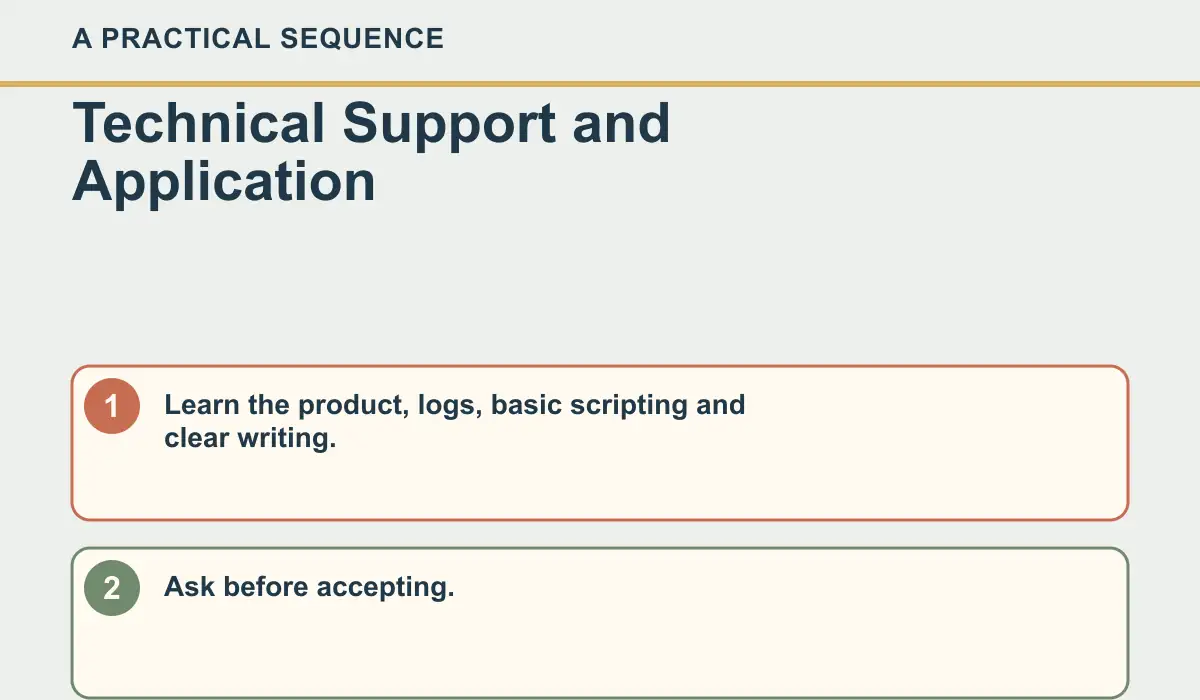 A PRACTICAL SEQUENCE
Technical Support and
Application
1
Learn the product, logs, basic scripting and
clear writing.
2
Ask before accepting.